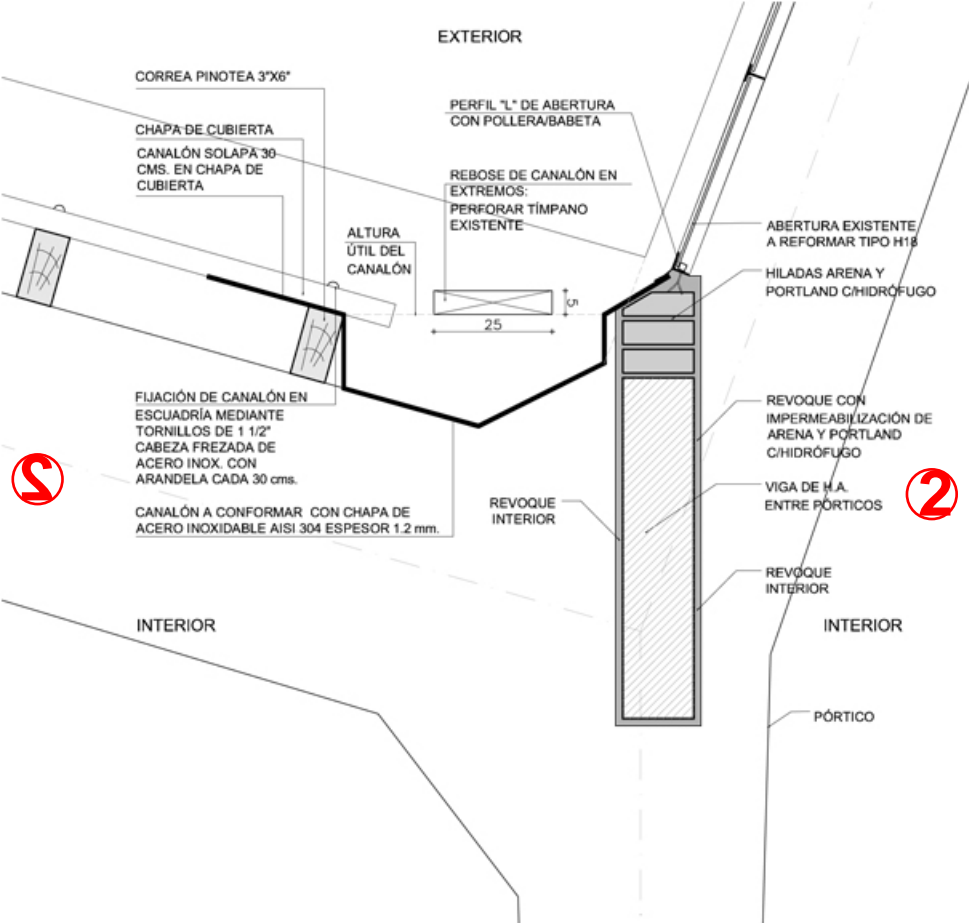 EXTERIOR
CORREA PINOTEA 3"X6"
CHAPA DE CUBIERTA
CANALÓN SOLAPA 30
CMS. EN CHAPA DE
CUBIERTA
PERFIL "L" DE ABERTURA
CON POLLERA/BABETA
REBOSE DE CANALÓN EN
EXTREMOS:
PERFORAR TÍMPANO
EXISTENTE
ALTURA
ÚTIL DEL
CANALÓN
5
25
ABERTURA EXISTENTE
A REFORMAR TIPO H18
HILADAS ARENA Y
PORTLAND C/HIDRÓFUGO
FIJACIÓN DE CANALÓN EN
ESCUADRÍA MEDIANTE
TORNILLOS DE 1 1/2"
CABEZA FREZADA DE
ACERO INOX. CON
ARANDELA CADA 30 cms.
CANALÓN A CONFORMAR CON CHAPA DE
ACERO INOXIDABLE AISI 304 ESPESOR 1.2 mm.
REVOQUE CON
IMPERMEABILIZACIÓN DE
ARENA Y PORTLAND
C/HIDRÓFUGO
2
2
VIGA DE H.A.
ENTRE PÓRTICOS
REVOQUE
INTERIOR
REVOQUE
INTERIOR
INTERIOR
INTERIOR
PÓRTICO